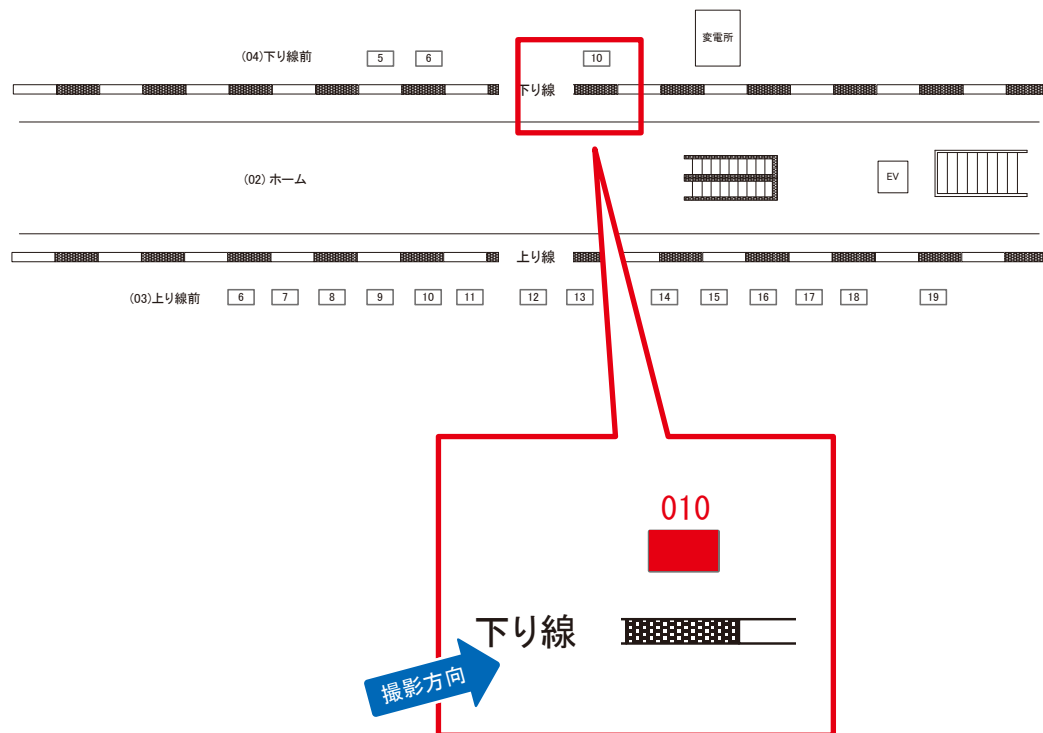 変電所
(04)下り線前 5 6 10
下り線
(02) ホーム
EV
上り線
(03)上り線前 6 7 8 9 10 11 12 13 14 15 16 17 18 19
010
下り線
撮影方向